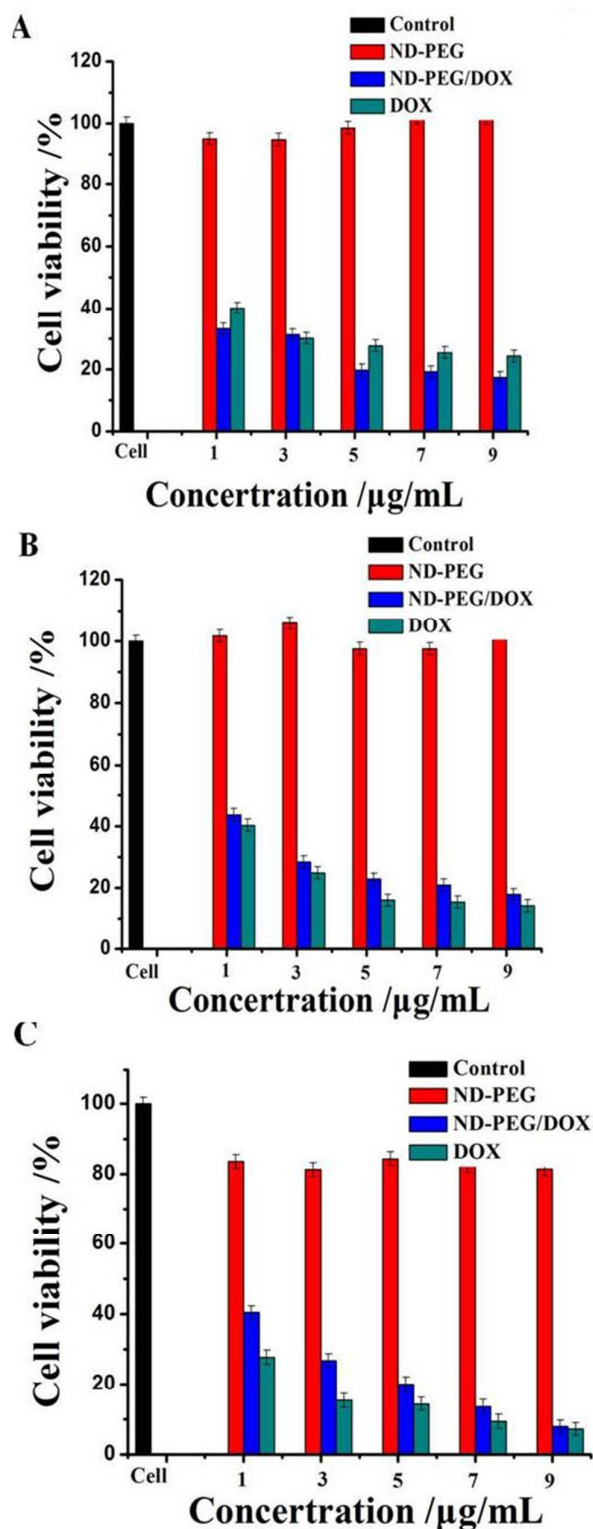 A
Control
ND-PEG
ND-PEG/DOX
DOX
120
100
80
60
40
20
0
Cell viability /%
Cell 1 3 5 7 9
Concertration /µg/mL
B
Control
ND-PEG
ND-PEG/DOX
DOX
120
100
80
60
40
20
0
Cell viability /%
Cell 1 3 5 7 9
Concertration /µg/mL
C
Control
ND-PEG
ND-PEG/DOX
DOX
100
80
60
40
20
0
Cell viability /%
Cell 1 3 5 7 9
Concertration /µg/mL